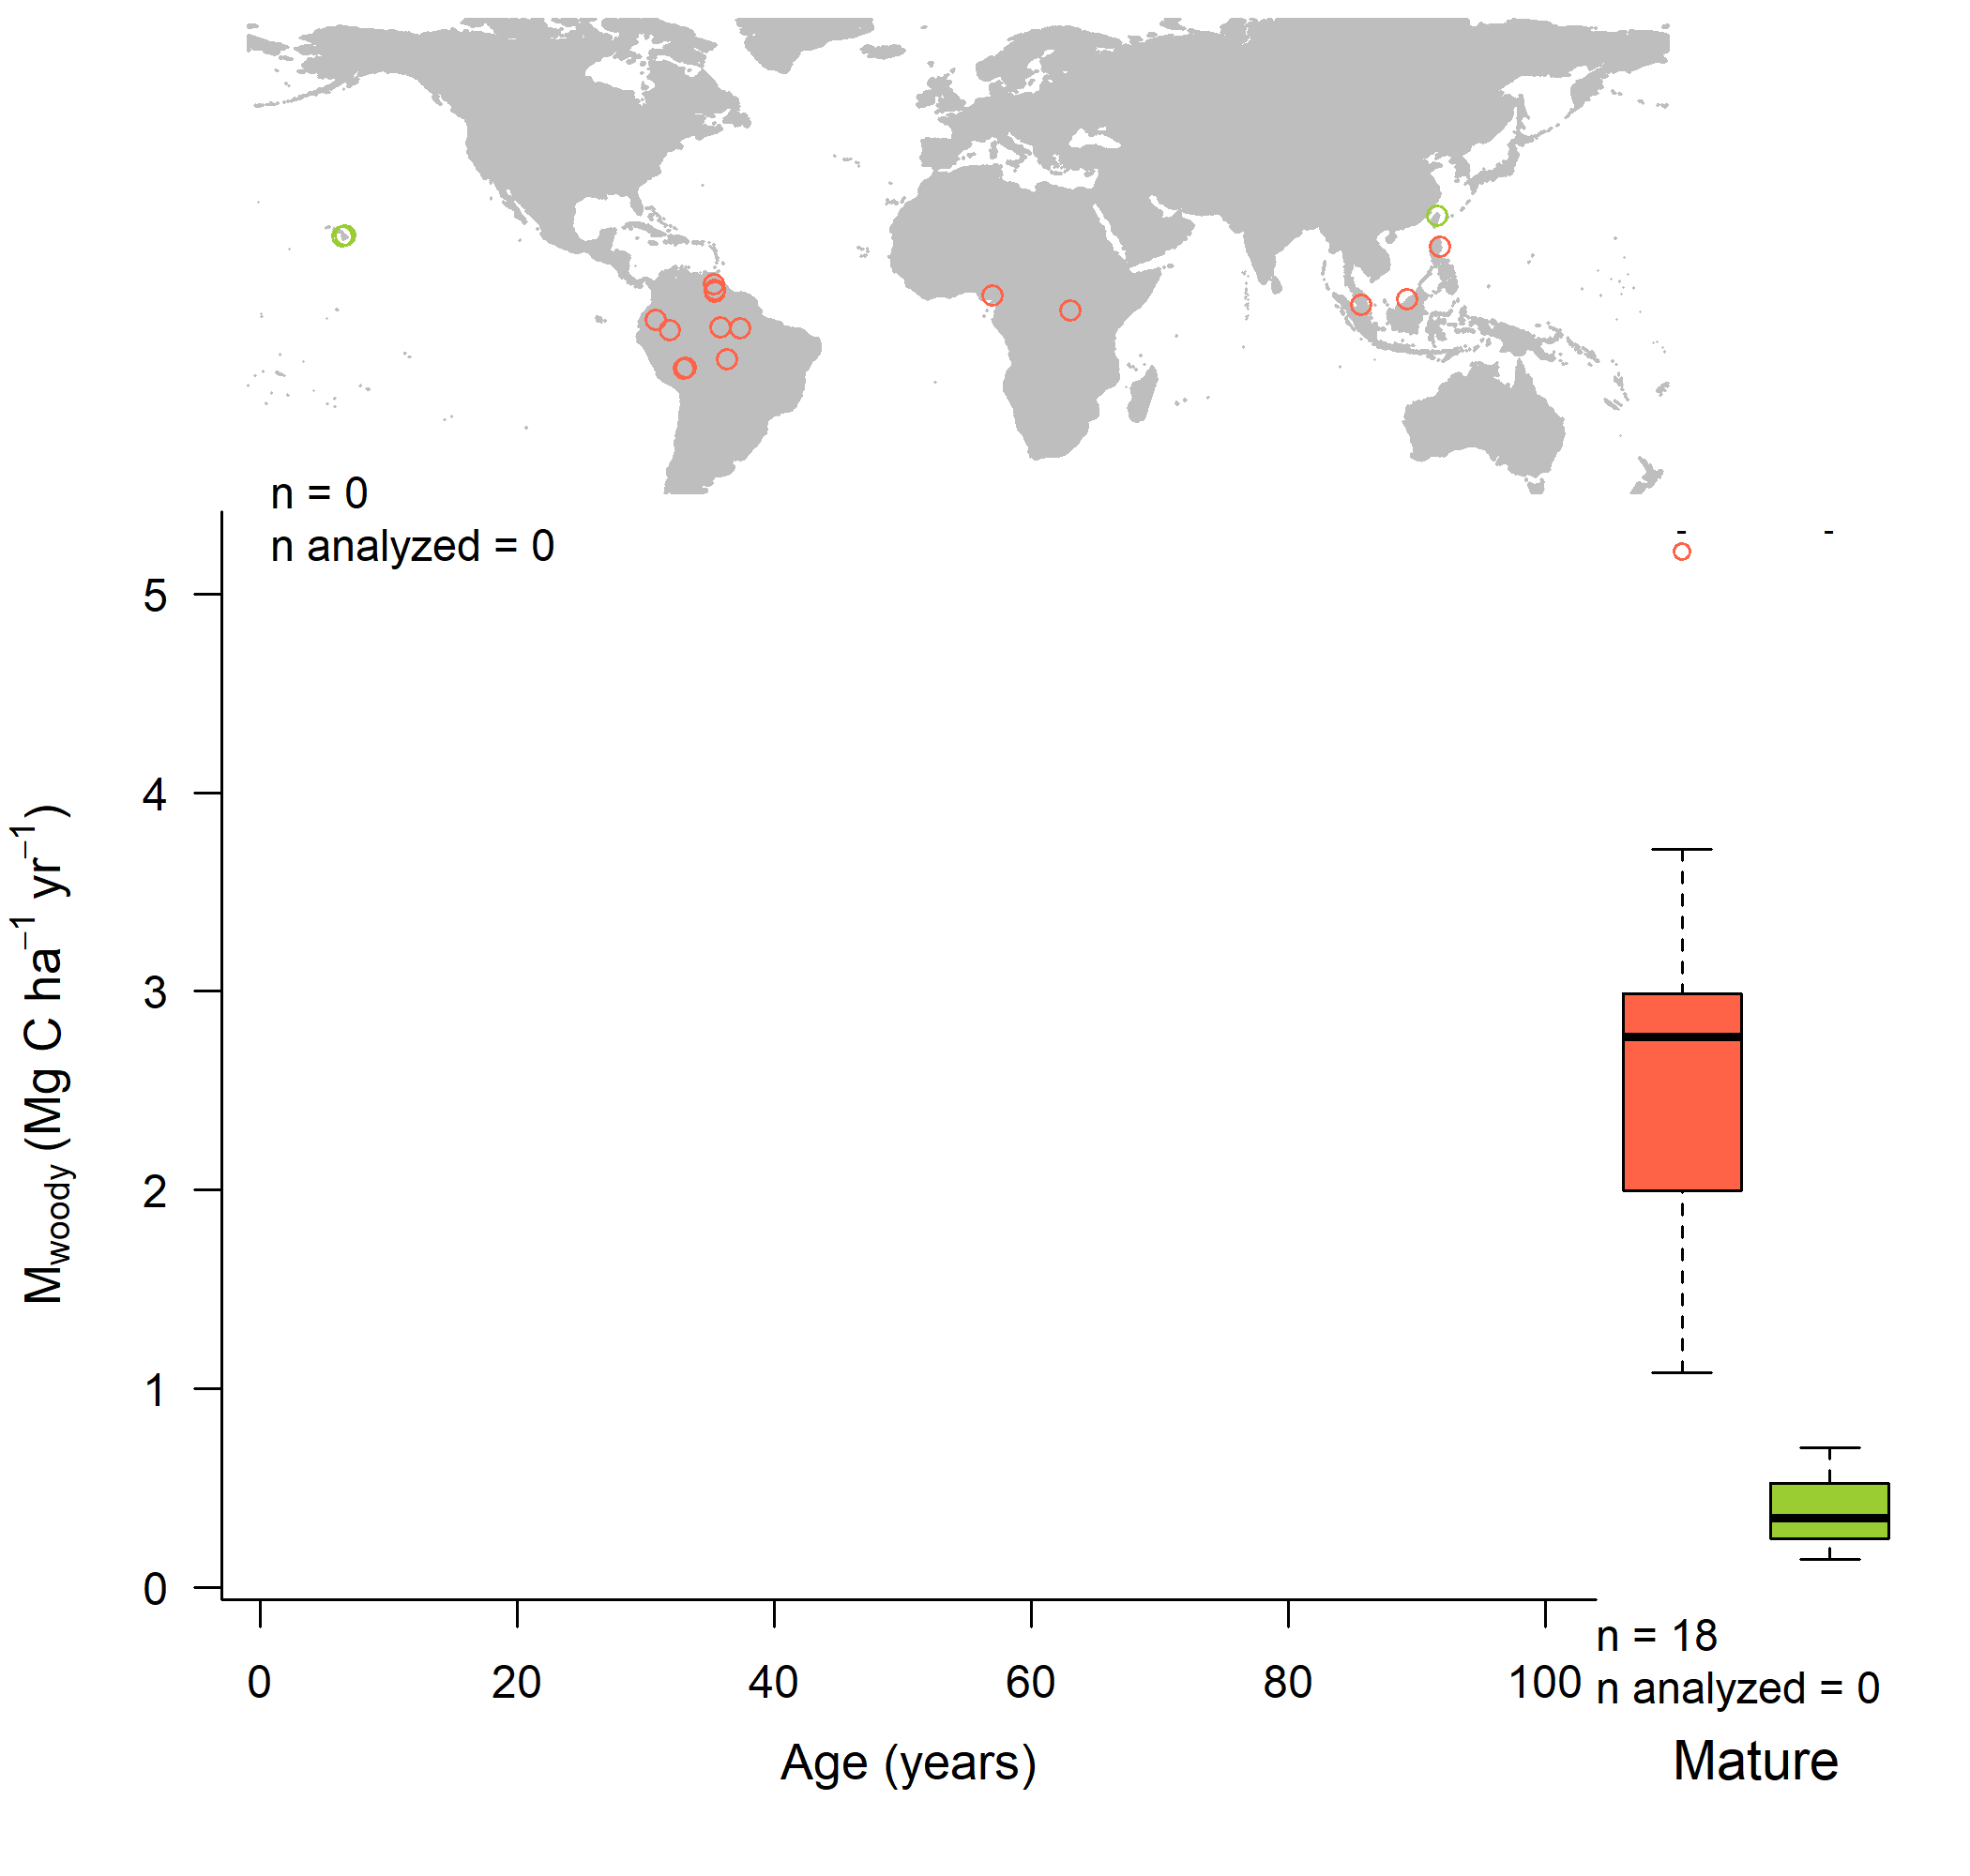 n = 0
n analyzed = 0
- -
5
4
3
2
1
0
M_woody (Mg C ha⁻¹ yr⁻¹)
0 20 40 60 80 100
n = 18
n analyzed = 0
Age (years)
Mature